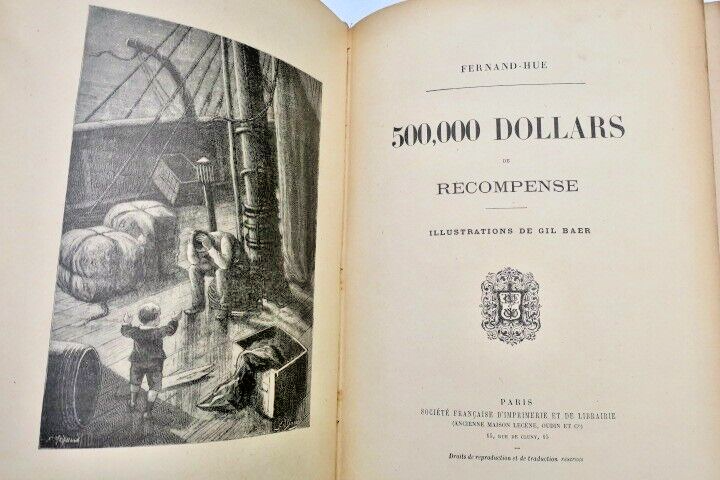 FERNAND-HUE
500,000 DOLLARS
DE
RECOMPENSE
ILLUSTRATIONS DE GIL BAER
PARIS
SOCIÉTÉ FRANÇAISE D'IMPRIMERIE ET DE LIBRAIRIE
(ANCIENNE MAISON LECÈNE, OUDIN ET Cie)
15, RUE DE CLUNY, 15
Droits de reproduction et de traduction réservés